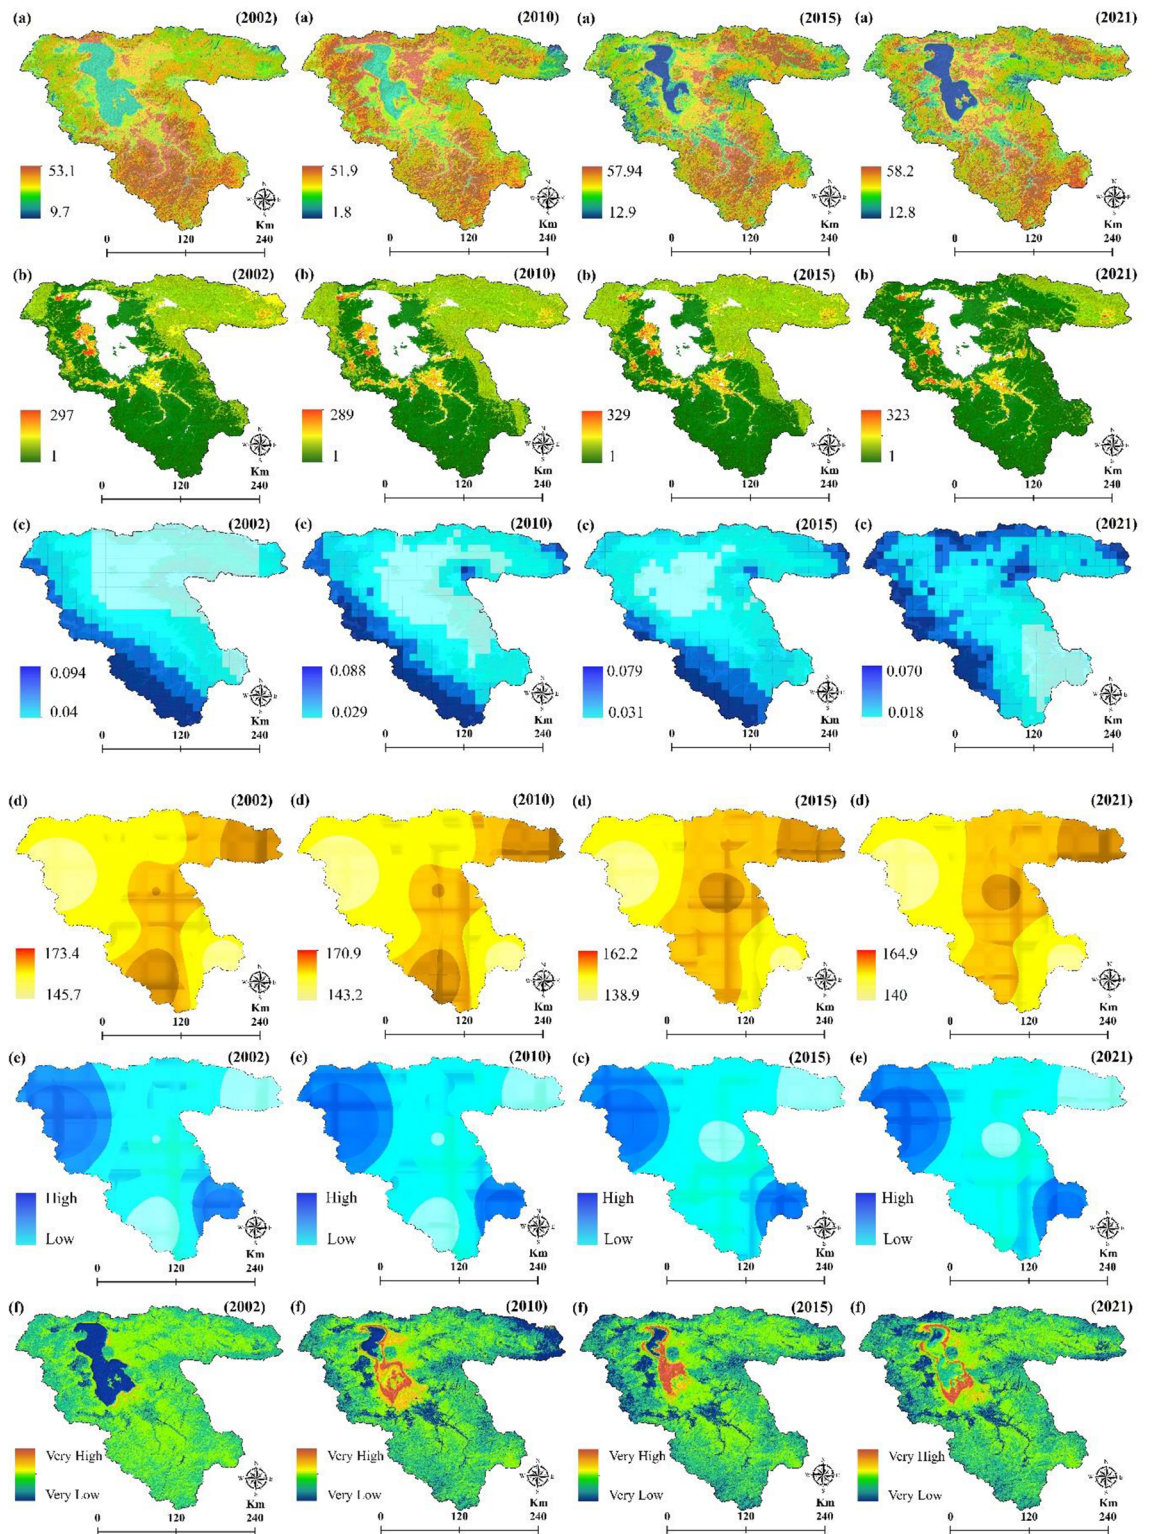 (a) (2002) (a) (2010) (a) (2015) (a) (2021)
53.1 51.9 57.94 58.2
9.7 1.8 12.9 12.8
Km Km Km Km
0 120 240 0 120 240 0 120 240 0 120 240
(b) (2002) (b) (2010) (b) (2015) (b) (2021)
297 289 329 323
1 1 1 1
Km Km Km Km
0 120 240 0 120 240 0 120 240 0 120 240
(c) (2002) (c) (2010) (c) (2015) (c) (2021)
0.094 0.088 0.079 0.070
0.04 0.029 0.031 0.018
Km Km Km Km
0 120 240 0 120 240 0 120 240 0 120 240
(d) (2002) (d) (2010) (d) (2015) (d) (2021)
173.4 170.9 162.2 164.9
145.7 143.2 138.9 140
Km Km Km Km
0 120 240 0 120 240 0 120 240 0 120 240
(e) (2002) (e) (2010) (e) (2015) (e) (2021)
High High High High
Low Low Low Low
Km Km Km Km
0 120 240 0 120 240 0 120 240 0 120 240
(f) (2002) (f) (2010) (f) (2015) (f) (2021)
Very High Very High Very High Very High
Very Low Very Low Very Low Very Low
Km Km Km Km
0 120 240 0 120 240 0 120 240 0 120 240